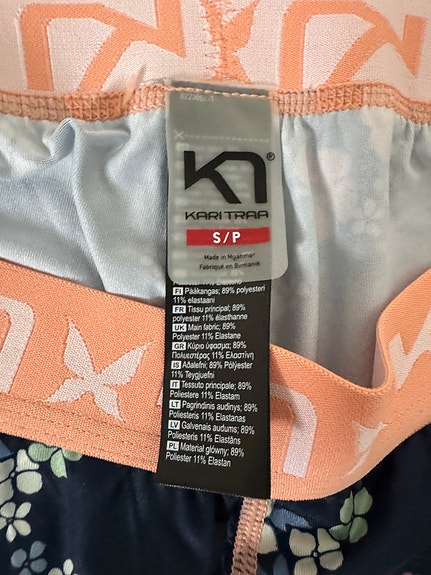 KARI TRAA
®
S/P
Made in Myanmar
Fabriqué en Birmanie
11% Elastano
FI Pääkangas; 89% polyesteri
11% elastaani
FR Tissu principal; 89%
polyester 11% élasthanne
UK Main fabric; 89%
Polyester 11% Elastane
GR Κύριο ύφασμα; 89%
Πολυεστέρας 11% Ελαστίνη
IS Aðalefni; 89% Pólýester
11% Teygjuefni
IT Tessuto principale; 89%
Poliestere 11% Elastam
LT Pagrindinis audinys; 89%
Poliesteris 11% Elastanas
LV Galvenais audums; 89%
Poliesteris 11% Elastāns
PL Materiał główny; 89%
Poliester 11% Elastan